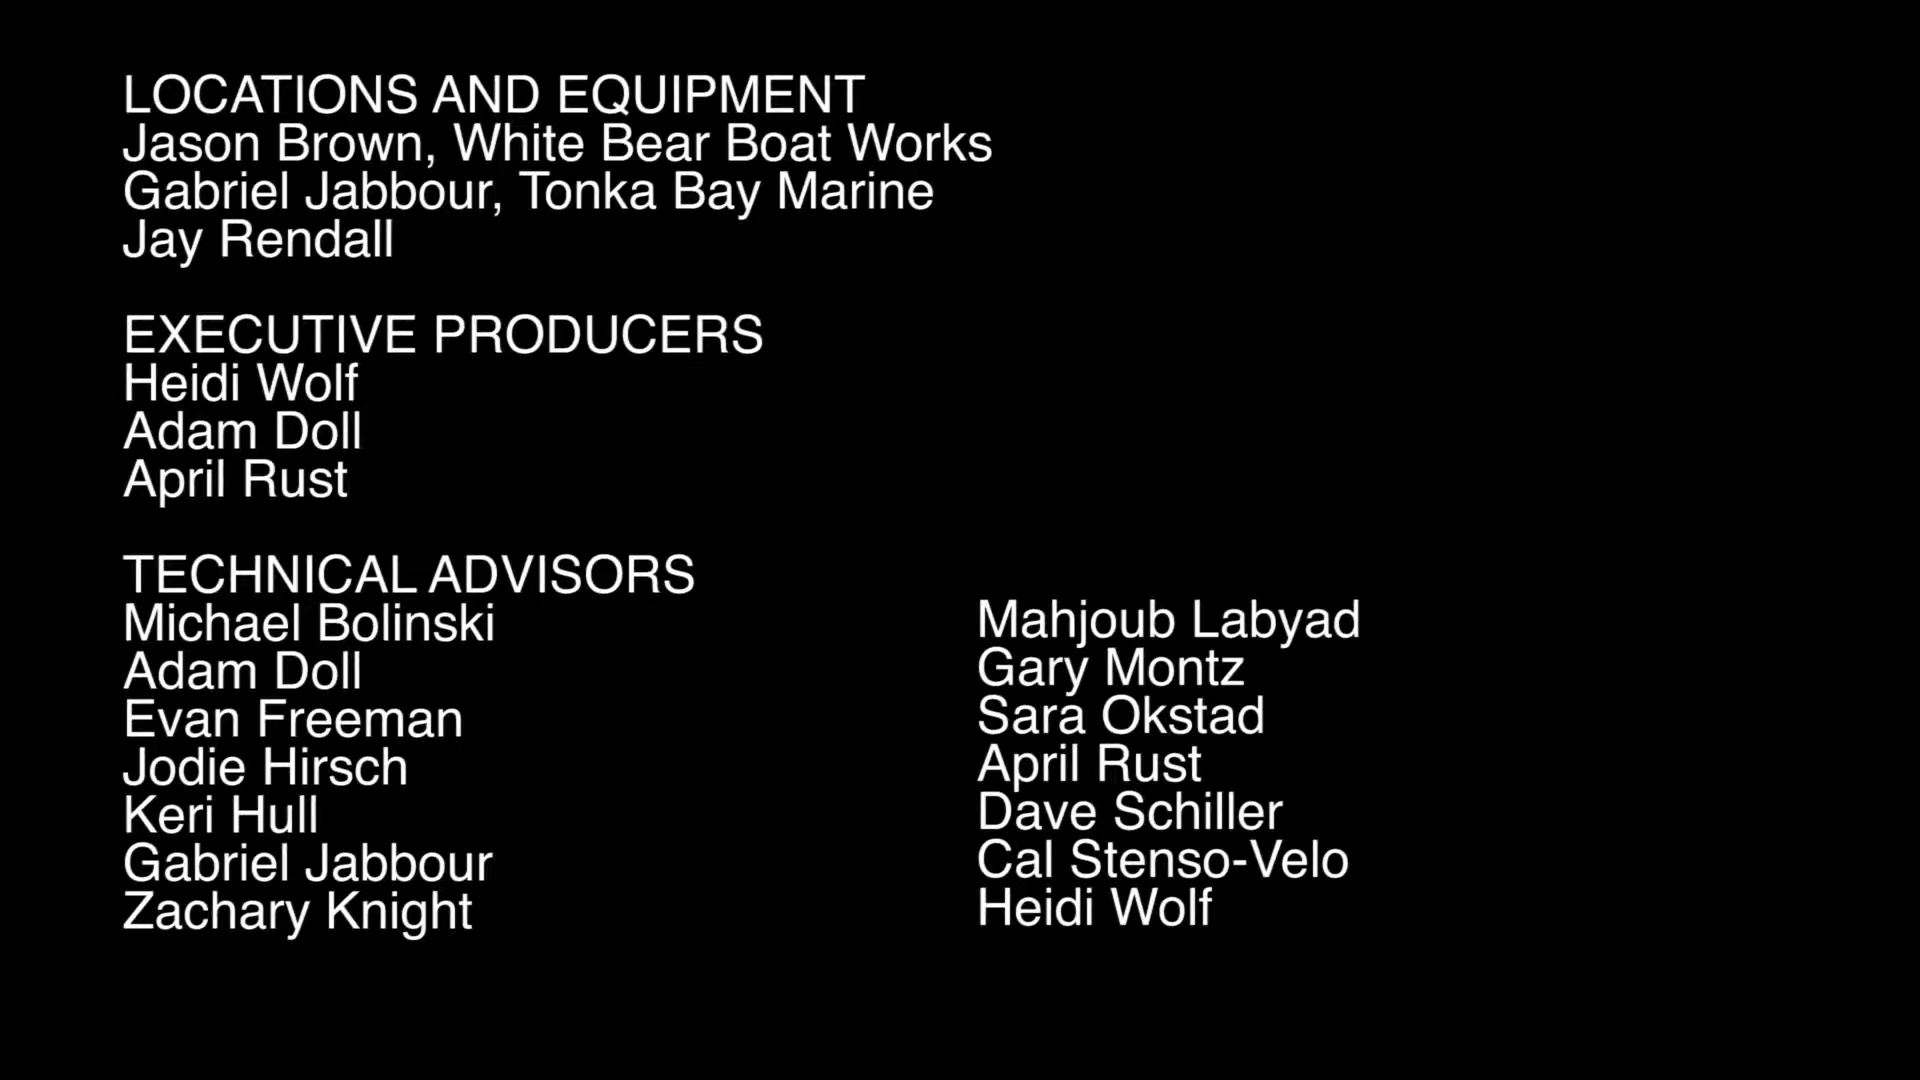 LOCATIONS AND EQUIPMENT
Jason Brown, White Bear Boat Works
Gabriel Jabbour, Tonka Bay Marine
Jay Rendall
EXECUTIVE PRODUCERS
Heidi Wolf
Adam Doll
April Rust
TECHNICAL ADVISORS
Michael Bolinski
Adam Doll
Evan Freeman
Jodie Hirsch
Keri Hull
Gabriel Jabbour
Zachary Knight
Mahjoub Labyad
Gary Montz
Sara Okstad
April Rust
Dave Schiller
Cal Stenso-Velo
Heidi Wolf